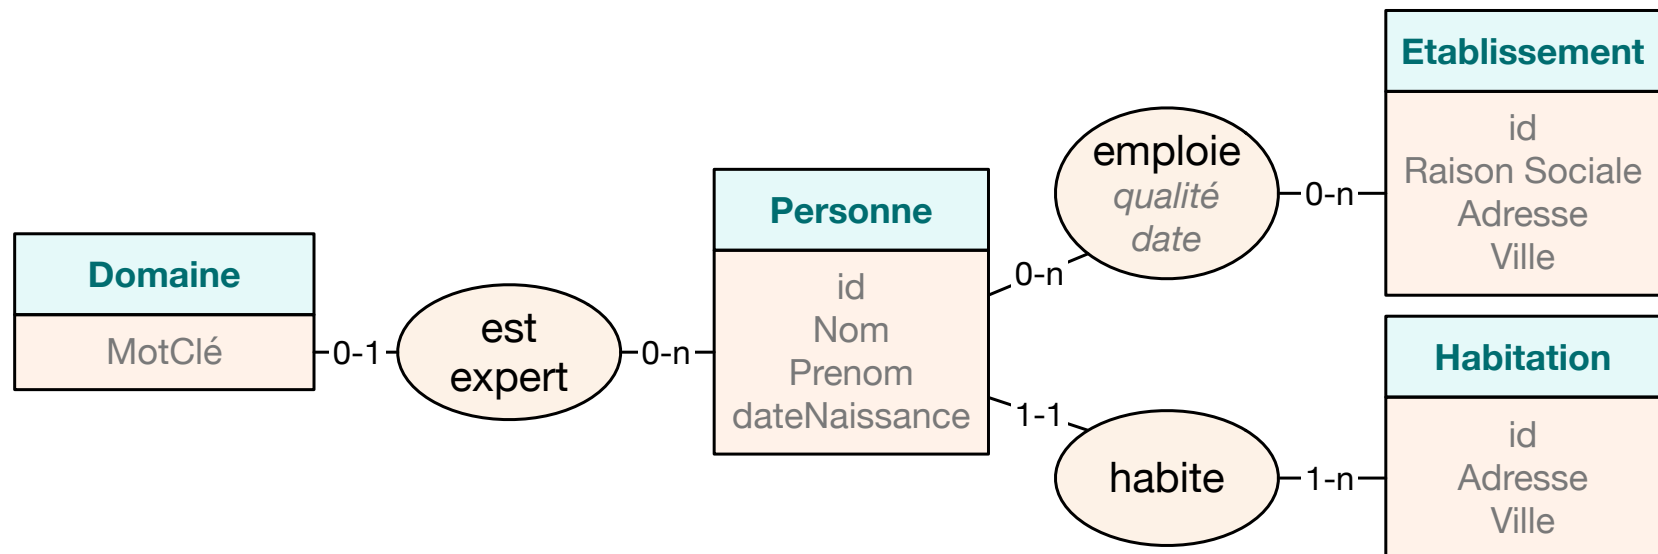 Domaine
MotClé
0-1
est
expert
0-n
Personne
id
Nom
Prenom
dateNaissance
0-n
emploie
qualité
date
0-n
Etablissement
id
Raison Sociale
Adresse
Ville
1-1
habite
1-n
Habitation
id
Adresse
Ville